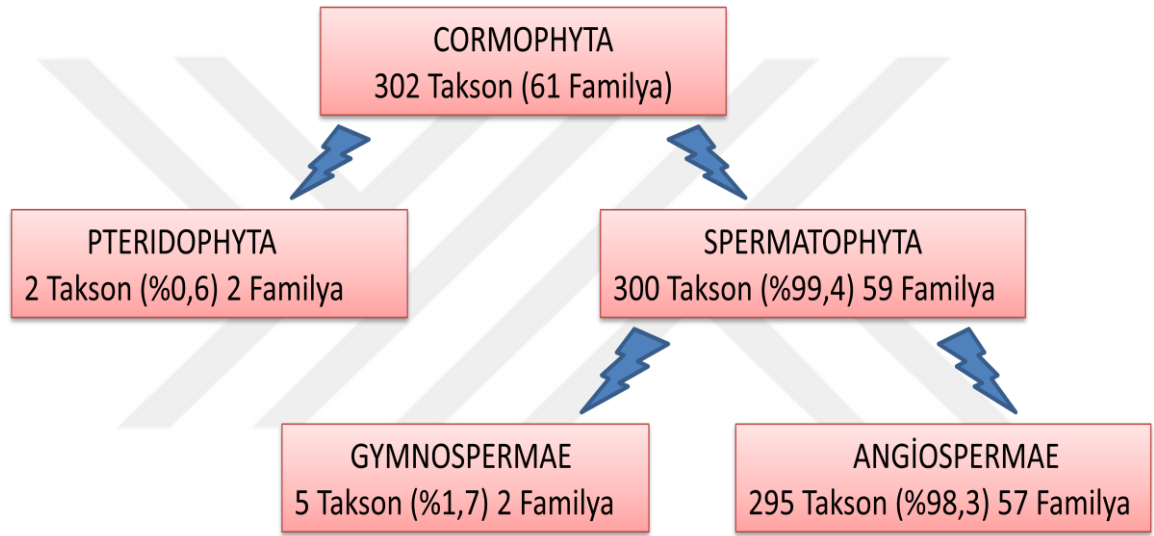 CORMOPHYTA
302 Takson (61 Familya)
PTERIDOPHYTA
2 Takson (%0,6) 2 Familya
SPERMATOPHYTA
300 Takson (%99,4) 59 Familya
GYMNOSPERMAE
5 Takson (%1,7) 2 Familya
ANGİOSPERMAE
295 Takson (%98,3) 57 Familya